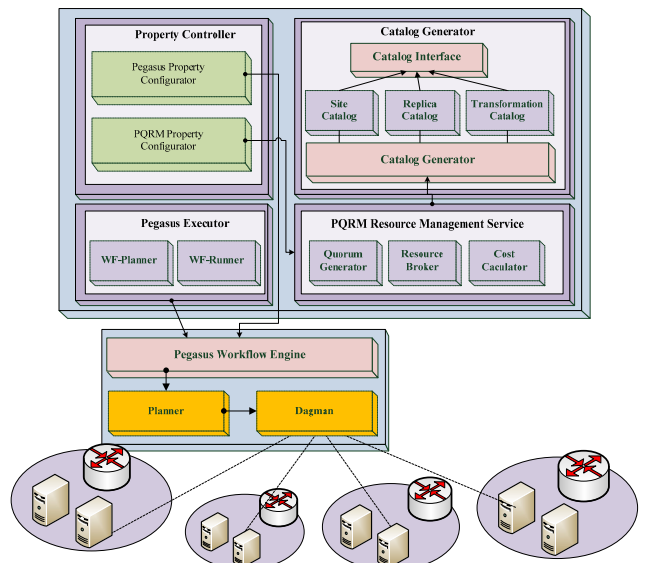 Property Controller
Pegasus Property
Configurator
PQRM Property
Configurator
Catalog Generator
Catalog Interface
Site
Catalog
Replica
Catalog
Transformation
Catalog
Catalog Generator
Pegasus Executor
WF-Planner
WF-Runner
PQRM Resource Management Service
Quorum
Generator
Resource
Broker
Cost
Caculator
Pegasus Workflow Engine
Planner
Dagman